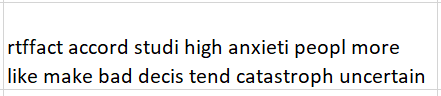 rtffact accord studi high anxieti peopl more
like make bad decis tend catastroph uncertain